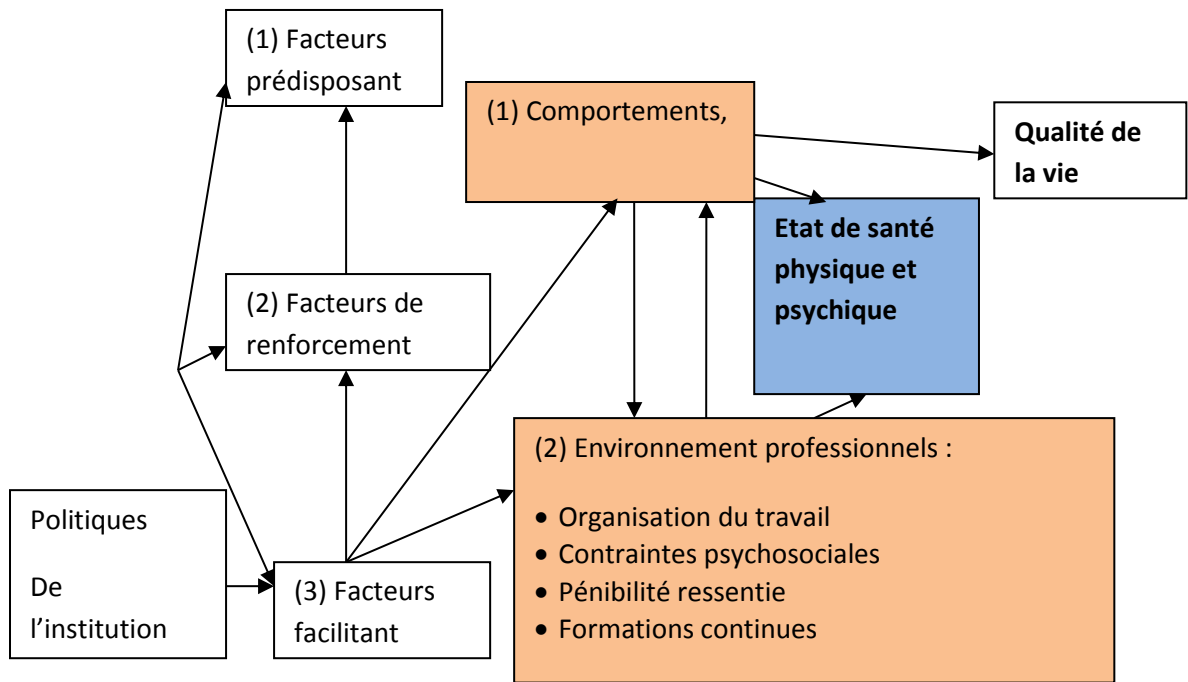 (1) Facteurs
prédisposant
(1) Comportements,
Qualité de
la vie
Etat de santé
physique et
psychique
(2) Facteurs de
renforcement
(2) Environnement professionnels :
• Organisation du travail
• Contraintes psychosociales
• Pénibilité ressentie
• Formations continues
Politiques
De
l’institution
(3) Facteurs
facilitant